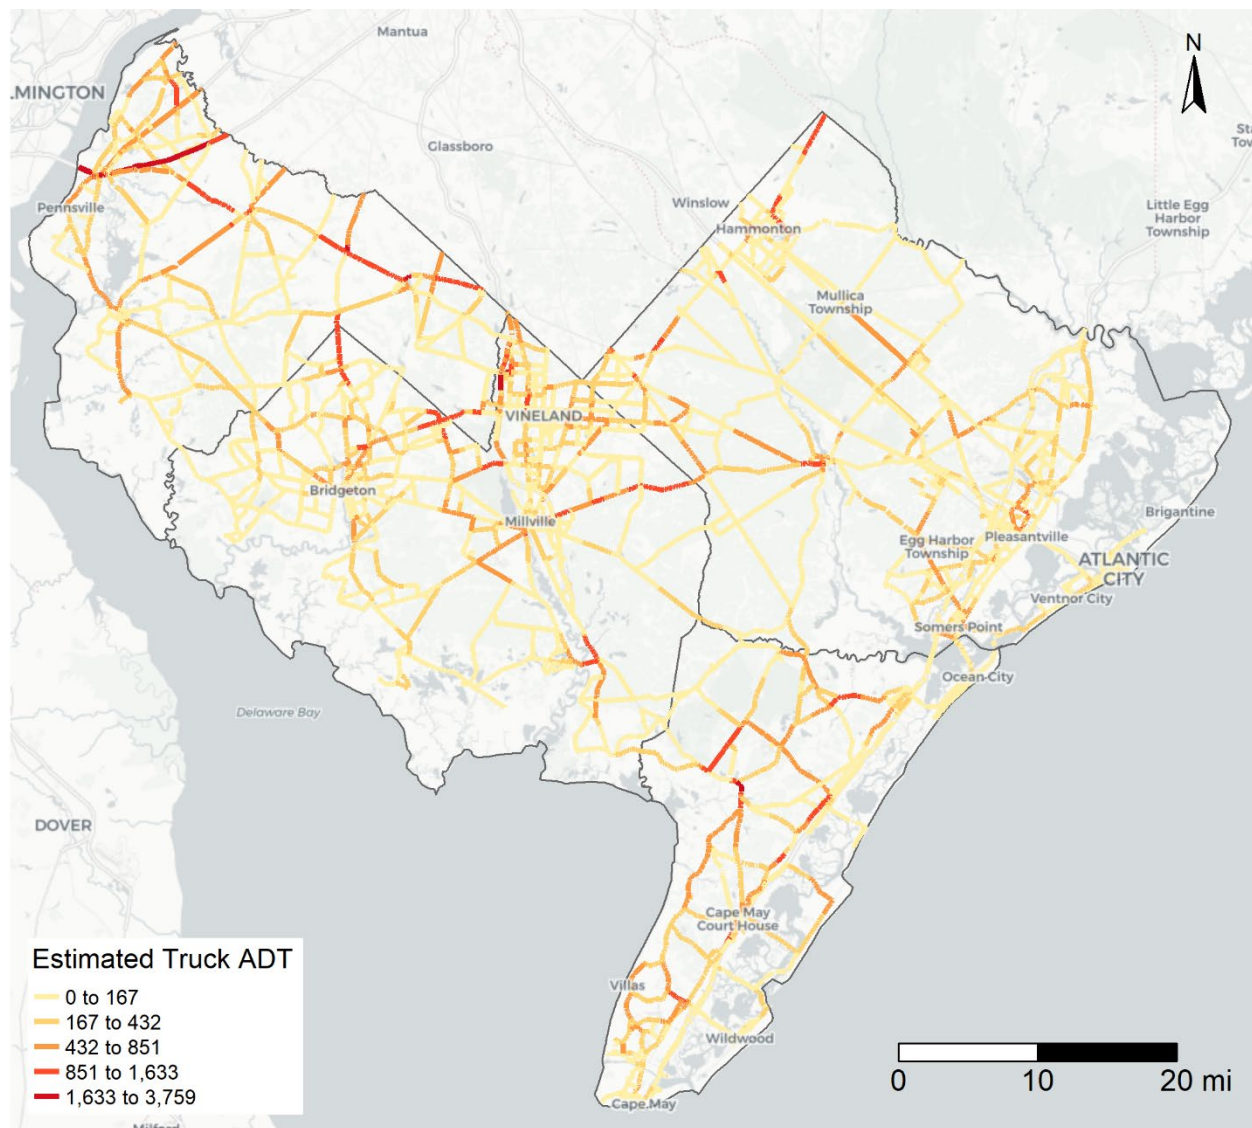 Mantua
N
LMINGTON
Sta
Tow
Glassboro
Pennsville
Winslow
Little Egg
Harbor
Township
Hammonton
Mullica
Township
VINELAND
Bridgeton
Millville
Brigantine
Egg Harbor
Township
Pleasantville
ATLANTIC
CITY
Ventnor City
Somers Point
Ocean City
Delaware Bay
DOVER
Cape May
Court House
Villas
Wildwood
Cape May
Estimated Truck ADT
0 to 167
167 to 432
432 to 851
851 to 1,633
1,633 to 3,759
0 10 20 mi
Milford